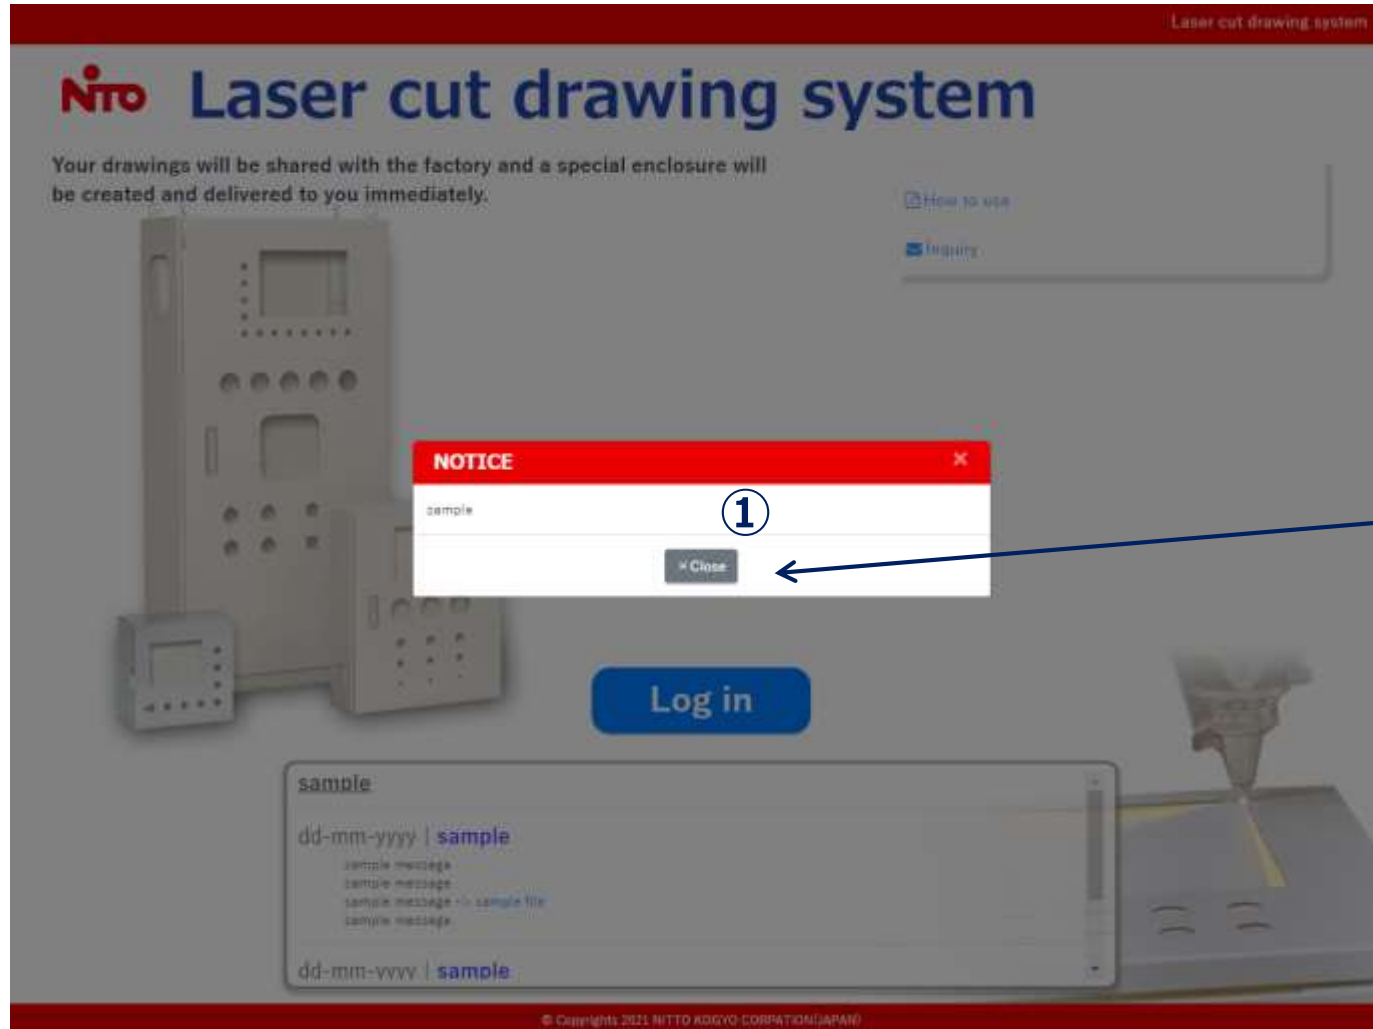 Laser cut drawing system
NITO Laser cut drawing system
Your drawings will be shared with the factory and a special enclosure will
be created and delivered to you immediately.
How to use
Inquiry
NOTICE ×
sample
①
× Close
Log in
sample
dd-mm-yyyy | sample
sample message
sample message
sample message -> sample file
sample message
dd-mm-yyyy | sample
© Copyrights 2021 NITTO KOGYO CORPATION(JAPAN)